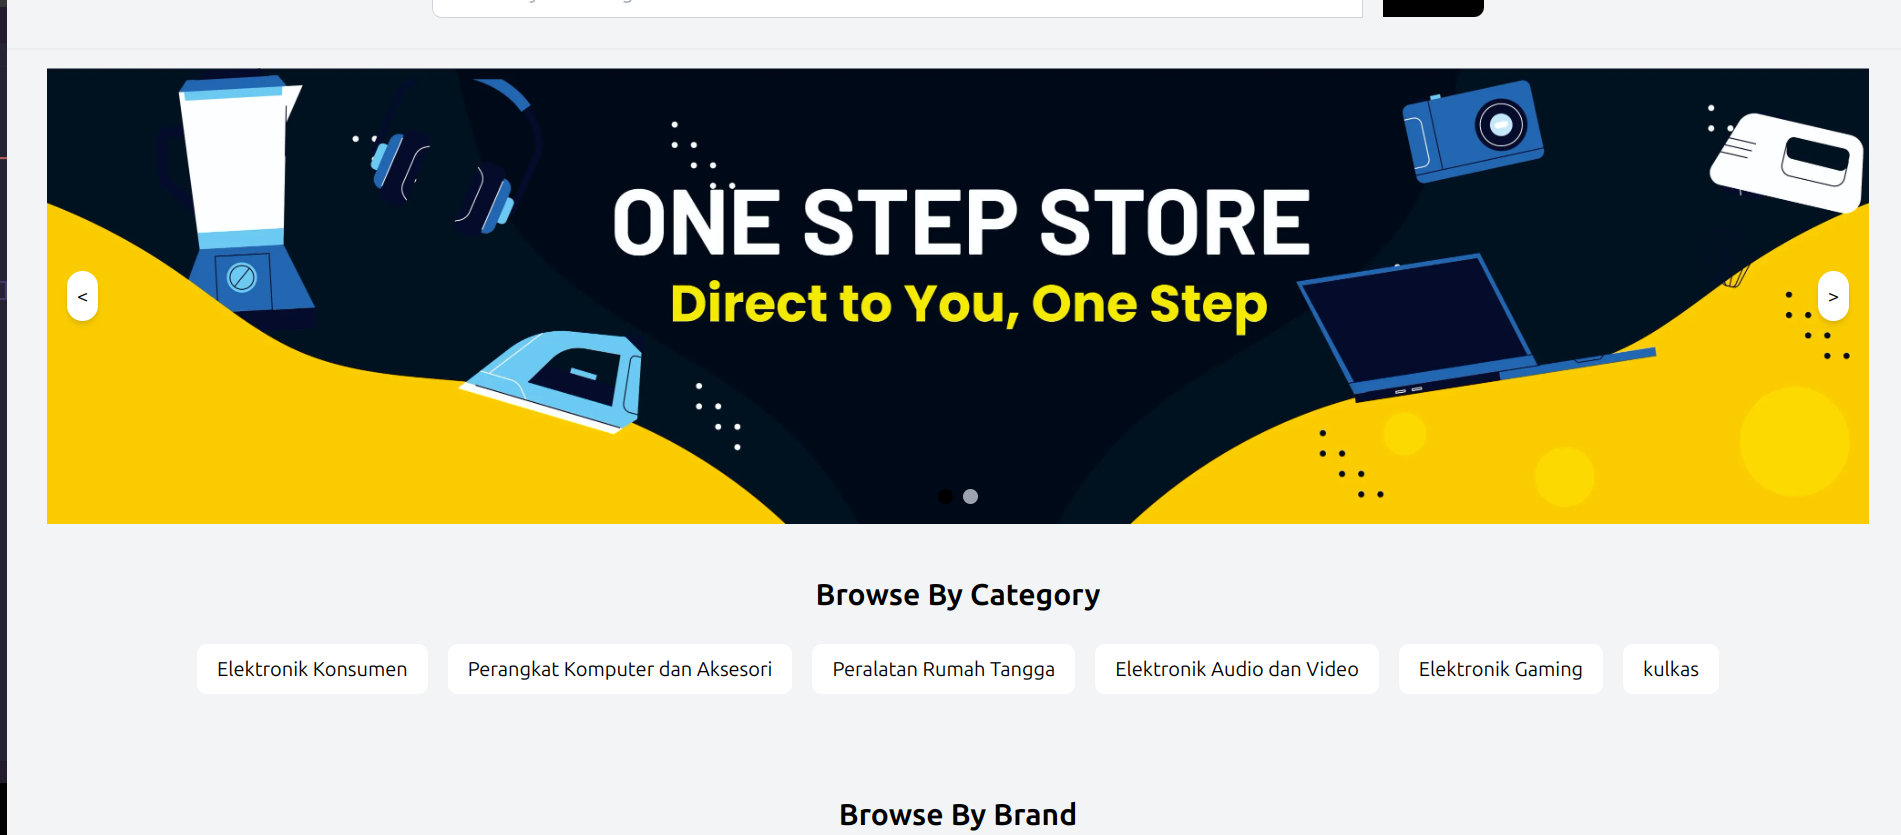 ONE STEP STORE
Direct to You, One Step
<
>
Browse By Category
Elektronik Konsumen
Perangkat Komputer dan Aksesori
Peralatan Rumah Tangga
Elektronik Audio dan Video
Elektronik Gaming
kulkas
Browse By Brand